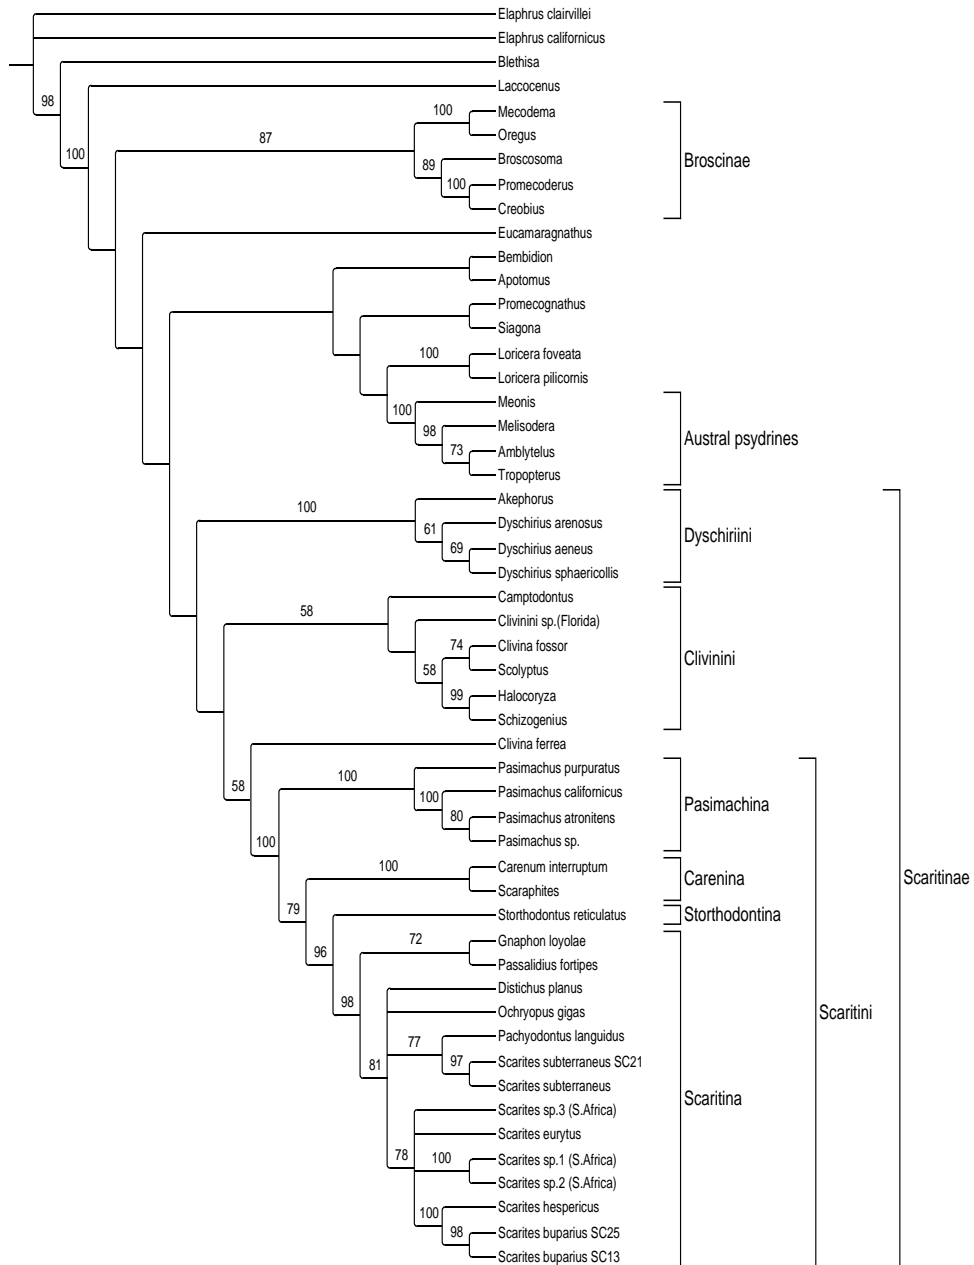 Elaphrus clairvillei
Elaphrus californicus
Blethisa
98
Laccocenus
100
Mecodema
100
Oregus
87
Broscosoma
89
Broscinae
Promecoderus
100
Creobius
Eucamaragnathus
Bembidion
Apotomus
Promecognathus
Siagona
Loricera foveata
100
Loricera pilicornis
Meonis
100
Melisodera
98
Austral psydrines
Amblytelus
73
Tropopterus
Akephorus
100
Dyschirius arenosus
61
Dyschiriini
Dyschirius aeneus
69
Dyschirius sphaericollis
Camptodontus
58
Clivinini sp.(Florida)
Clivina fossor
74
Clivinini
Scolyptus
58
Halocoryza
99
Schizogenius
Clivina ferrea
58
Pasimachus purpuratus
100
Pasimachus californicus
100
Pasimachina
Pasimachus atronitens
80
Pasimachus sp.
100
Carenum interruptum
100
Carenina
Scaritinae
Scaraphites
79
Storthodontus reticulatus
Storthodontina
96
Gnaphon loyolae
72
Passalidius fortipes
98
Distichus planus
Ochryopus gigas
Scaritini
Pachyodontus languidus
77
Scarites subterraneus SC21
97
81
Scarites subterraneus
Scaritina
Scarites sp.3 (S.Africa)
Scarites eurytus
78
Scarites sp.1 (S.Africa)
100
Scarites sp.2 (S.Africa)
Scarites hespericus
100
Scarites buparius SC25
98
Scarites buparius SC13